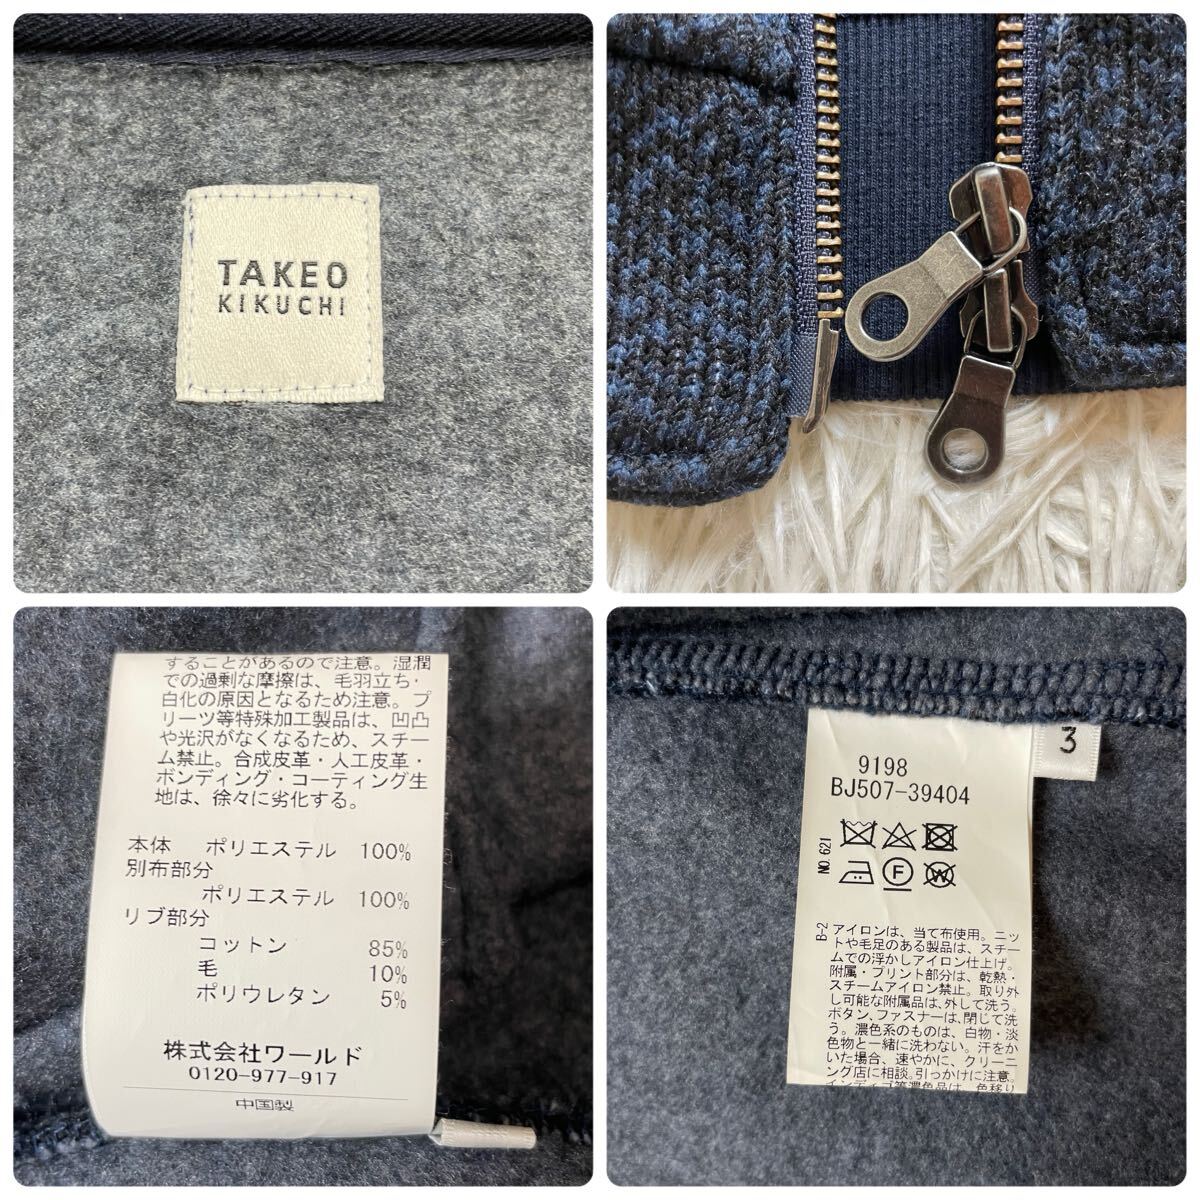 TAKEO
KIKUCHI
することがあるので注意。湿潤
での過剰な摩擦は、毛羽立ち・
白化の原因となるため注意。プ
リーツ等特殊加工製品は、凹凸
や光沢がなくなるため、スチー
ム禁止。合成皮革・人工皮革・
ボンディング・コーティング生
地は、徐々に劣化する。
本体 ポリエステル 100%
別布部分
ポリエステル 100%
リブ部分
コットン 85%
毛 10%
ポリウレタン 5%
株式会社ワールド
0120-977-917
中国製
3
9198
BJ507-39404
NO.621
F
W
B-2
アイロンは、当て布使用。ニッ
トや毛足のある製品は、スチー
ムでの浮かしアイロン仕上げ。
附属・プリント部分は、乾熱・
スチームアイロン禁止。取り外
し可能な附属品は、外して洗う。
ボタン、ファスナーは、閉じて洗
う。濃色系のものは、白物・淡
色物と一緒に洗わない。汗をか
いた場合、速やかに、クリーニ
ング店に相談。引っかけに注意。
インディゴ等濃色品は、色移り